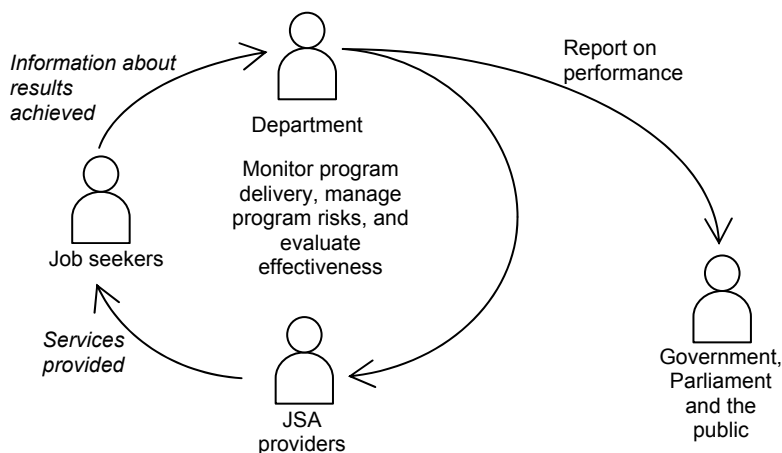 Information about
results
achieved
Department
Report on
performance
Monitor program
delivery, manage
program risks, and
evaluate
effectiveness
Job seekers
Services
provided
JSA
providers
Government,
Parliament
and the
public